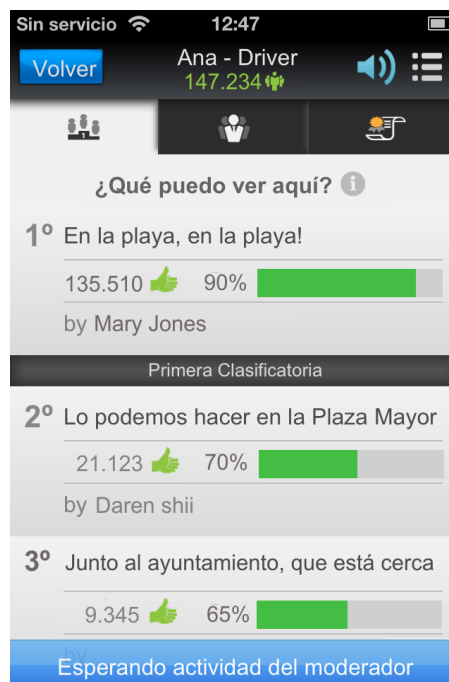 Sin servicio 12:47
Volver
Ana - Driver
147.234
1
¿Qué puedo ver aquí? i
1º En la playa, en la playa!
135.510 90%
by Mary Jones
Primera Clasificatoria
2º Lo podemos hacer en la Plaza Mayor
21.123 70%
by Daren shii
3º Junto al ayuntamiento, que está cerca
9.345 65%
by
Esperando actividad del moderador